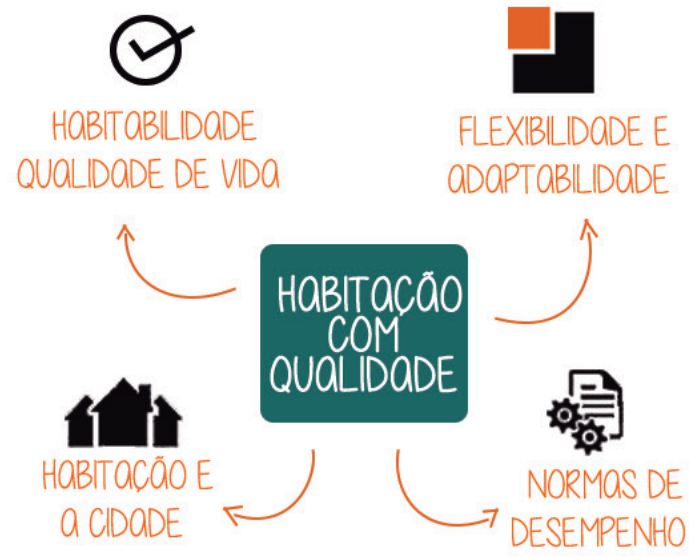 HABITABILIDADE
QUALIDADE DE VIDA
FLEXIBILIDADE E
ADAPTABILIDADE
HABITAÇÃO
COM
QUALIDADE
HABITAÇÃO E
A CIDADE
NORMAS DE
DESEMPENHO